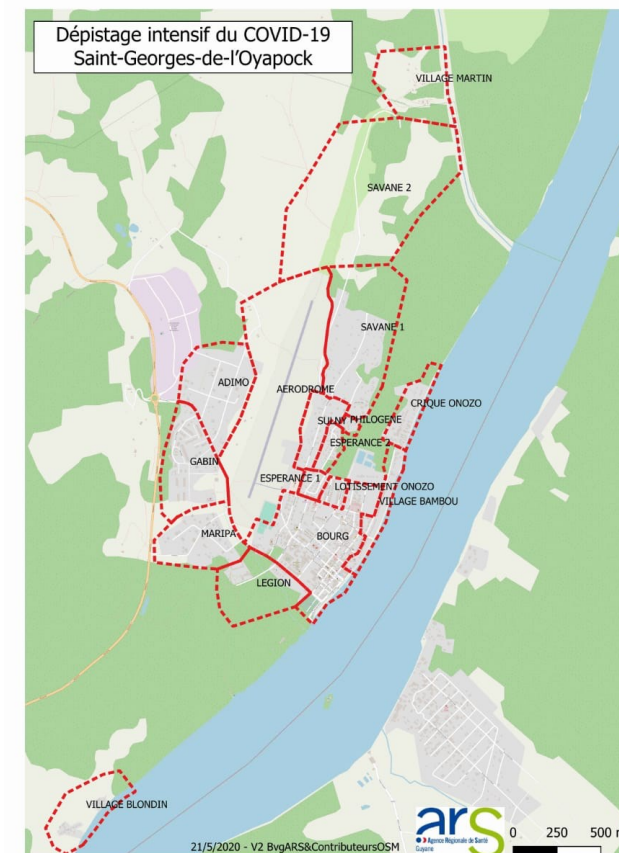 Dépistage intensif du COVID-19
Saint-Georges-de-l'Oyapock
VILLAGE MARTIN
SAVANE 2
SAVANE 1
ADIMO
AERODROME
CRIQUE ONOZO
SULNY PHILOGENE
ESPERANCE 2
GABIN
ESPERANCE 1
LOTISSEMENT ONOZO
VILLAGE BAMBOU
MARIPA
BOURG
LEGION
VILLAGE BLONDIN
21/5/2020 - V2 BvgARS&ContributeursOSM
ars
Agence Régionale de Santé
Guyane
0 250 500 m